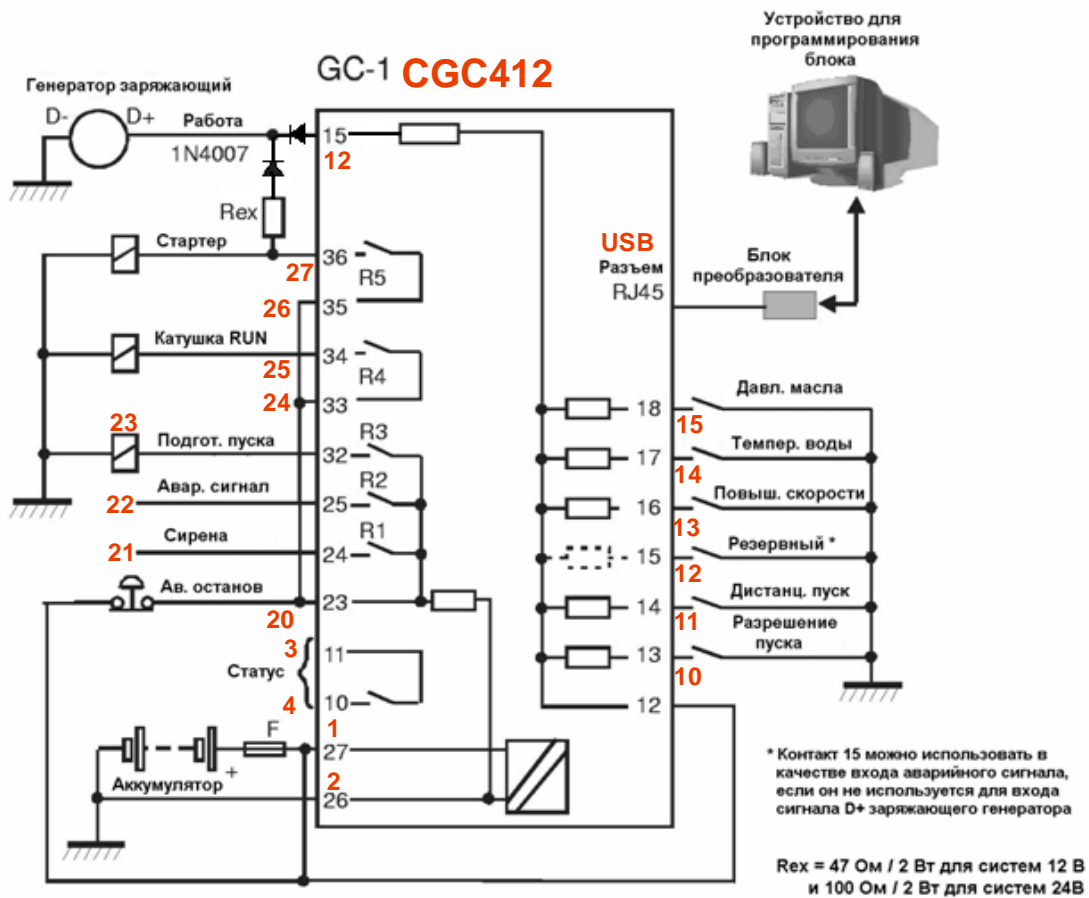 Устройство для
программирования
блока
GC-1 CGC412
Генератор заряжающий
D-
D+
Работа
1N4007
15
12
Rex
Стартер
36
27
R5
26
35
USB
Разъем
RJ45
Блок
преобразователя
Катушка RUN
34
25
R4
24
33
23
Подгот. пуска
32
R3
Авар. сигнал
22
25
R2
Сирена
21
24
R1
Ав. останов
23
20
3
11
Статус
4
10
1
F
27
Аккумулятор
+
2
26
Давл. масла
18
15
Темпер. воды
17
14
Повыш. скорости
16
13
Резервный *
15
12
Дистанц. пуск
14
11
Разрешение
пуска
13
10
12
* Контакт 15 можно использовать в
качестве входа аварийного сигнала,
если он не используется для входа
сигнала D+ заряжающего генератора
Rex = 47 Ом / 2 Вт для систем 12 В
и 100 Ом / 2 Вт для систем 24В